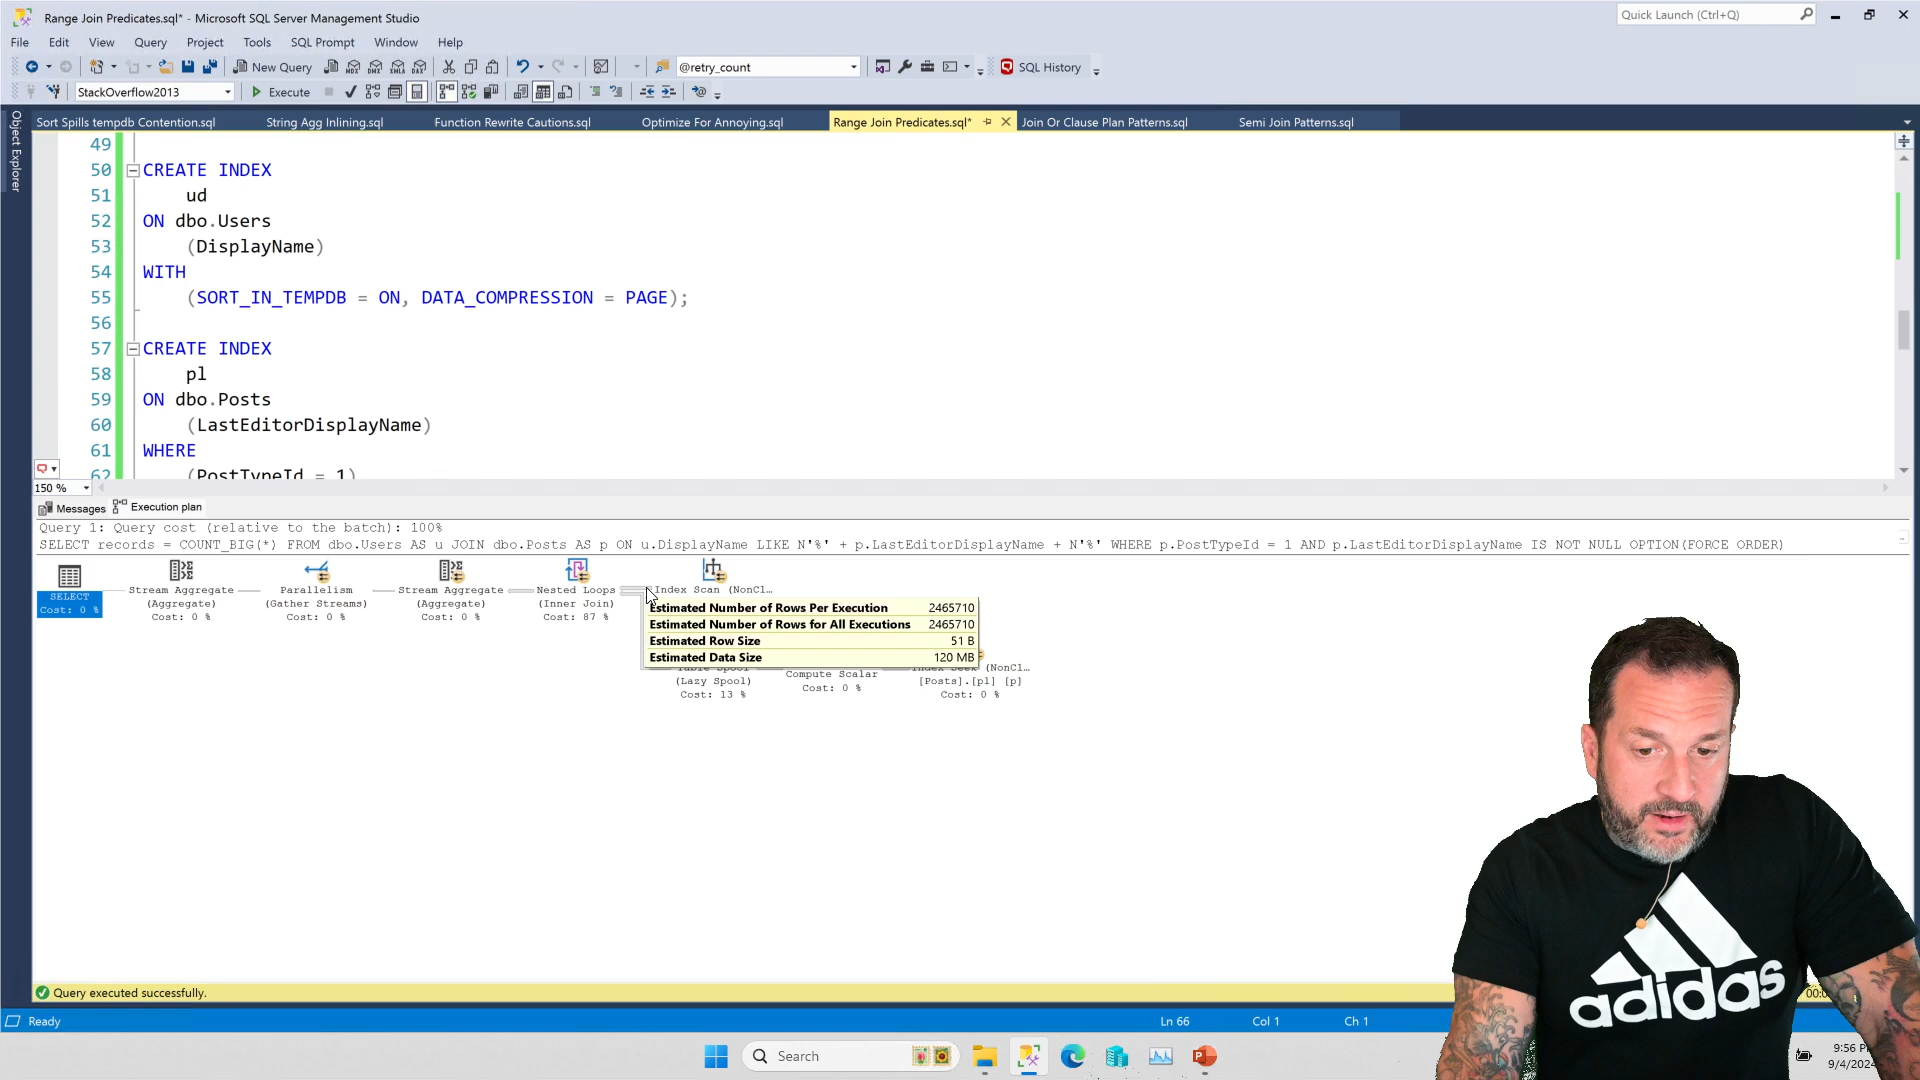 Range Join Predicates.sql* - Microsoft SQL Server Management Studio
Quick Launch (Ctrl+Q)
File Edit View Query Project Tools SQL Prompt Window Help
New Query
@retry_count
SQL History
StackOverflow2013
Execute
Object Explorer
Sort Spills tempdb Contention.sql
String Agg Inlining.sql
Function Rewrite Cautions.sql
Optimize For Annoying.sql
Range Join Predicates.sql*
Join Or Clause Plan Patterns.sql
Semi Join Patterns.sql
49
50 CREATE INDEX
51 ud
52 ON dbo.Users
53 (DisplayName)
54 WITH
55 (SORT_IN_TEMPDB = ON, DATA_COMPRESSION = PAGE);
56
57 CREATE INDEX
58 pl
59 ON dbo.Posts
60 (LastEditorDisplayName)
61 WHERE
62 (PostTypeId = 1)
150 %
Messages Execution plan
Query 1: Query cost (relative to the batch): 100%
SELECT records = COUNT_BIG(*) FROM dbo.Users AS u JOIN dbo.Posts AS p ON u.DisplayName LIKE N'%' + p.LastEditorDisplayName + N'%' WHERE p.PostTypeId = 1 AND p.LastEditorDisplayName IS NOT NULL OPTION(FORCE ORDER)
SELECT
Cost: 0 %
Stream Aggregate
(Aggregate)
Cost: 0 %
Parallelism
(Gather Streams)
Cost: 0 %
Stream Aggregate
(Aggregate)
Cost: 0 %
Nested Loops
(Inner Join)
Cost: 87 %
Index Scan (NonCl…
Estimated Number of Rows Per Execution 2465710
Estimated Number of Rows for All Executions 2465710
Estimated Row Size 51 B
Estimated Data Size 120 MB
Table Spool
(Lazy Spool)
Cost: 13 %
Compute Scalar
Cost: 0 %
Index Seek (NonCl…
[Posts].[pl] [p]
Cost: 0 %
Query executed successfully.
Ready
Ln 66
Col 1
Ch 1
Search
9:56 P
9/4/2024
adidas